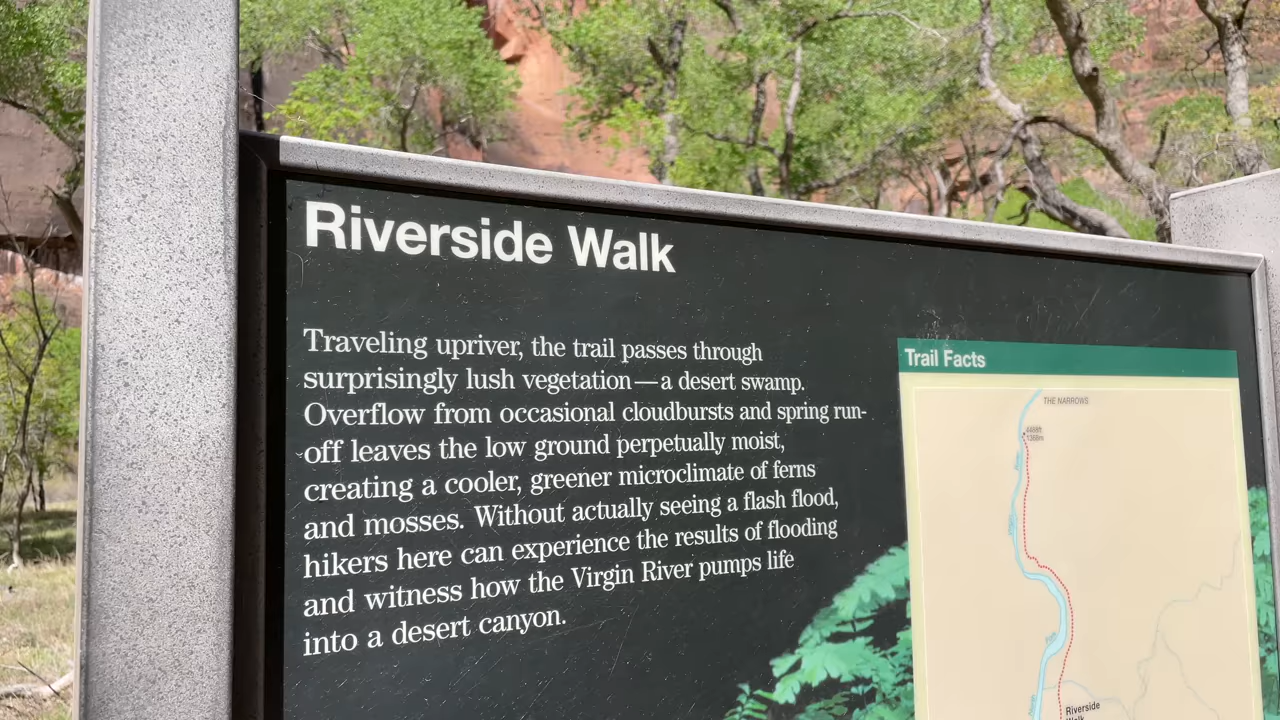 Riverside Walk
Traveling upriver, the trail passes through
surprisingly lush vegetation — a desert swamp.
Overflow from occasional cloudbursts and spring run-
off leaves the low ground perpetually moist,
creating a cooler, greener microclimate of ferns
and mosses. Without actually seeing a flash flood,
hikers here can experience the results of flooding
and witness how the Virgin River pumps life
into a desert canyon.
Trail Facts
THE NARROWS
Riverside
Walk